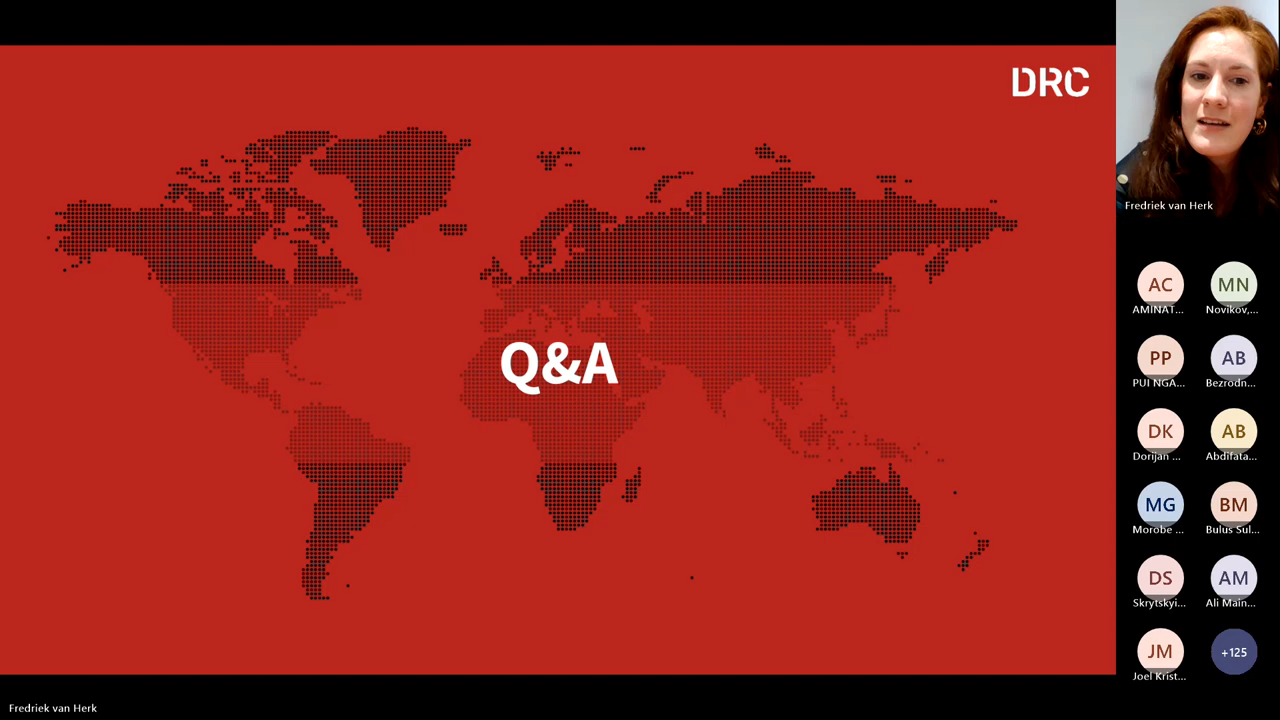 DRC
Q&A
Fredriek van Herk
AC
AMINAT...
MN
Novikov,...
PP
PUI NGA...
AB
Bezrodn...
DK
Dorijan ...
AB
Abdifata...
MG
Morobe ...
BM
Bulus Sul...
DS
Skrytskyi...
AM
Ali Main...
JM
Joel Krist...
+125
Fredriek van Herk